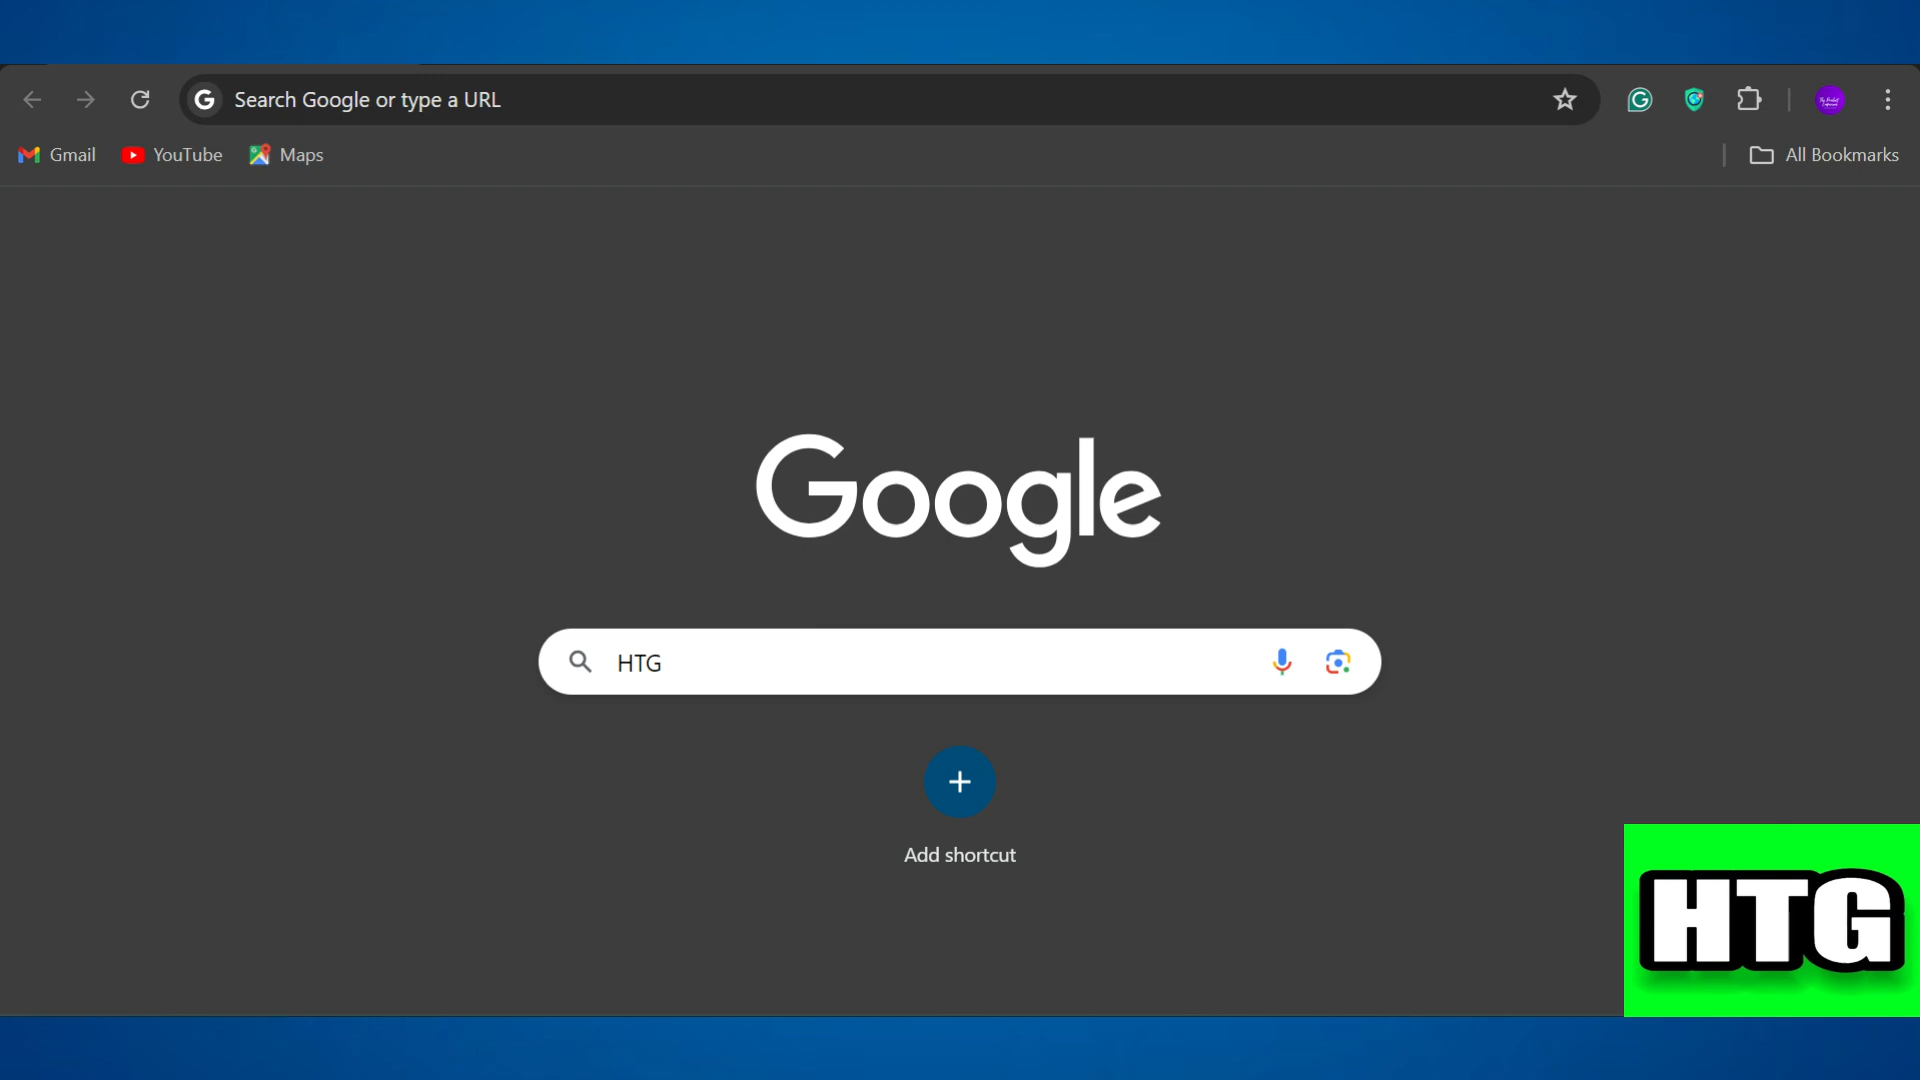 Search Google or type a URL
Gmail YouTube Maps All Bookmarks
Google
HTG
Add shortcut
HTG